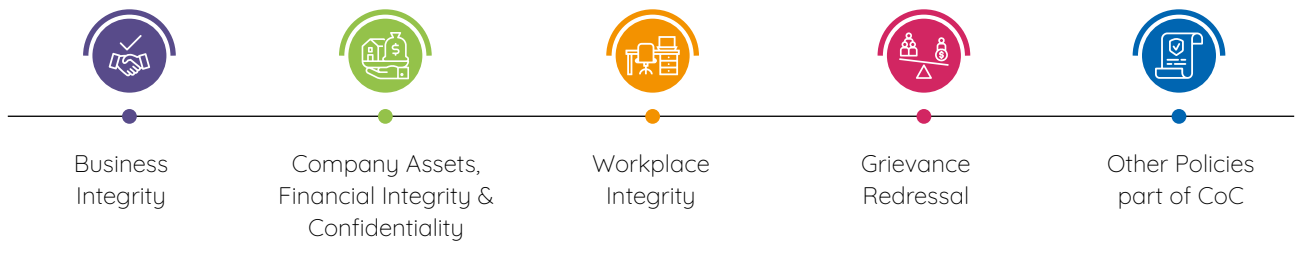 Business
Integrity
Company Assets,
Financial Integrity &
Confidentiality
Workplace
Integrity
Grievance
Redressal
Other Policies
part of CoC